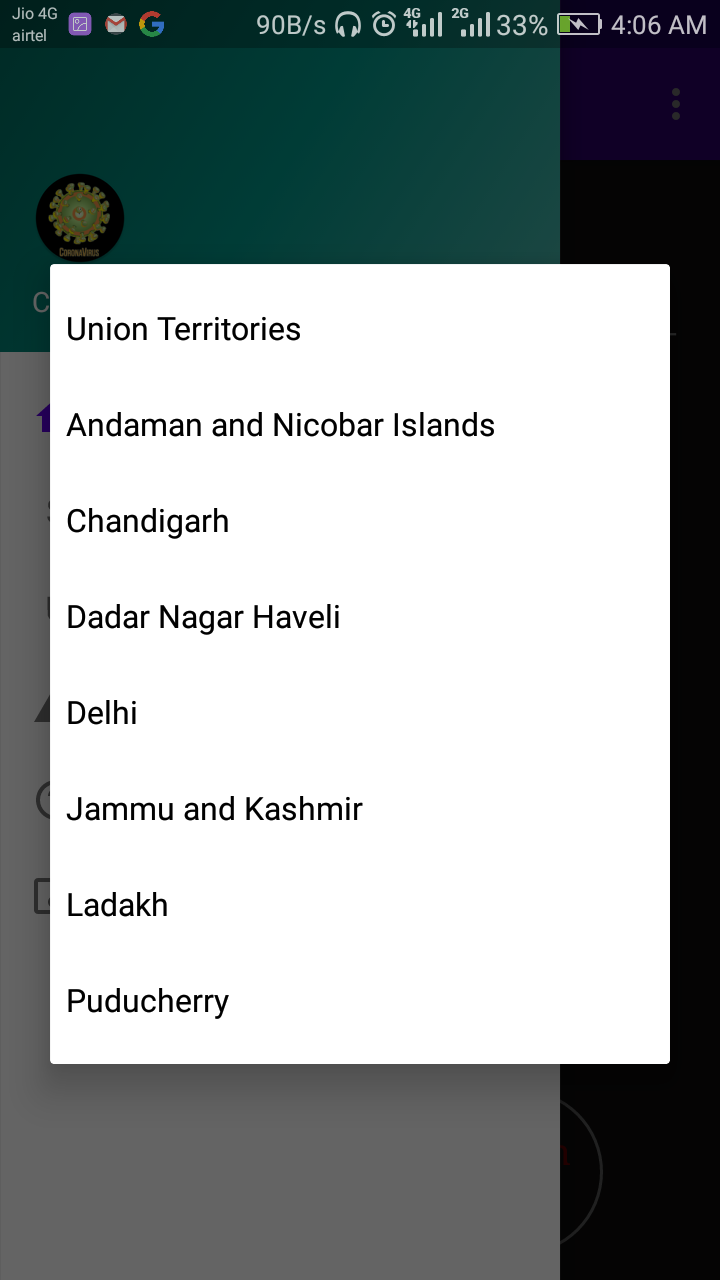 Jio 4G
airtel
90B/s 4G 2G 33% 4:06 AM
CORONAVIRUS
C
Union Territories
Andaman and Nicobar Islands
Chandigarh
Dadar Nagar Haveli
Delhi
Jammu and Kashmir
Ladakh
Puducherry